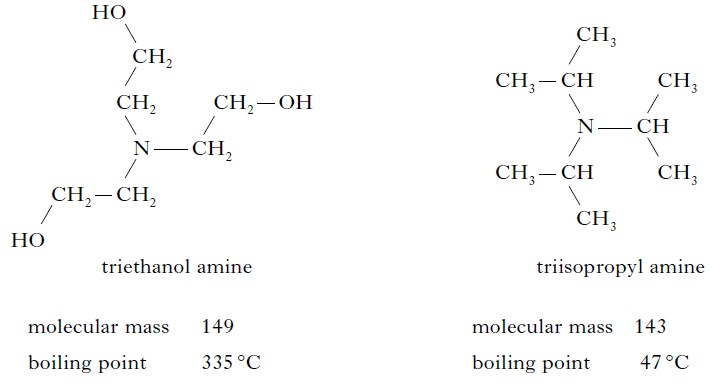 HO
CH₂
CH₂
CH₂—OH
N—CH₂
CH₂—CH₂
HO
triethanol amine
molecular mass 149
boiling point 335 °C
CH₃
CH₃—CH
CH₃
N—CH
CH₃—CH
CH₃
CH₃
triisopropyl amine
molecular mass 143
boiling point 47 °C